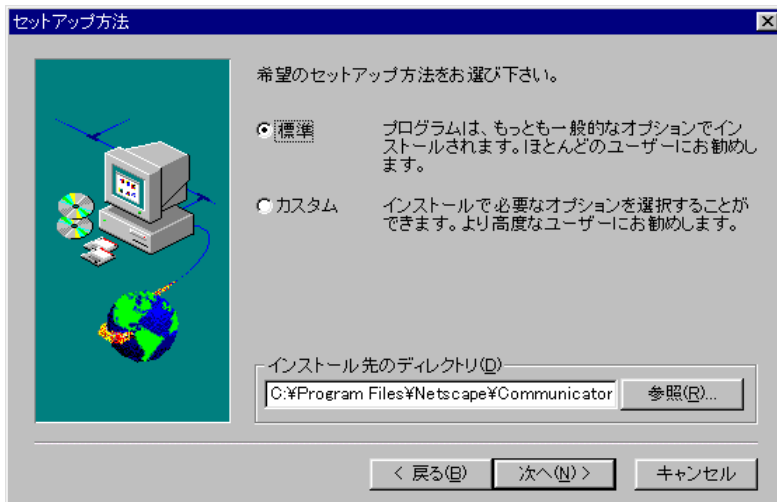 セットアップ方法
希望のセットアップ方法をお選び下さい。
標準
プログラムは、もっとも一般的なオプションでイン
ストールされます。ほとんどのユーザーにお勧めし
ます。
カスタム
インストールで必要なオプションを選択することが
できます。より高度なユーザーにお勧めします。
インストール先のディレクトリ(D)
C:¥Program Files¥Netscape¥Communicator
参照(R)...
< 戻る(B)
次へ(N) >
キャンセル